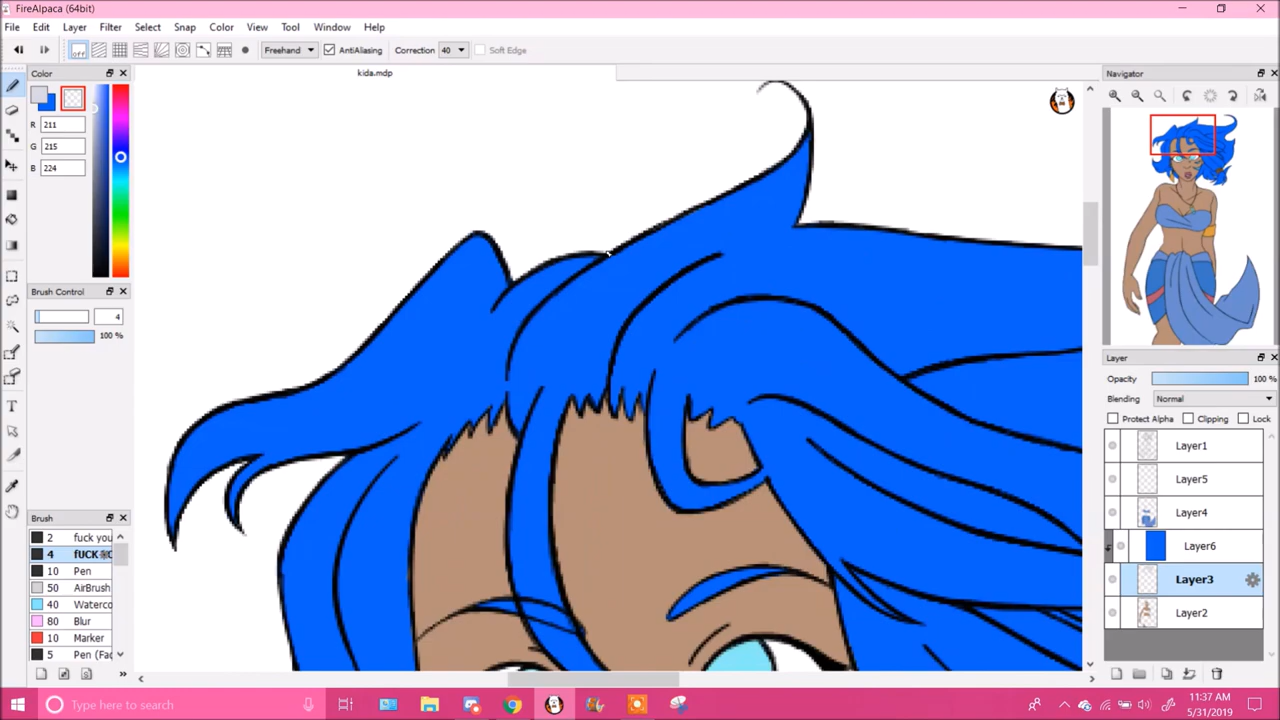 FireAlpaca (64bit)
File Edit Layer Filter Select Snap Color View Tool Window Help
off Freehand AntiAliasing Correction 40 Soft Edge
Color
kida.mdp
Navigator
R 211
G 215
B 224
Brush Control
4
100 %
Layer
Opacity 100 %
Blending Normal
Protect Alpha Clipping Lock
Layer1
Layer5
Layer4
Layer6
Layer3
Layer2
Brush
2 fuck you
4 fUCK
10 Pen
50 AirBrush
40 Waterco
80 Blur
10 Marker
5 Pen (Fad
Type here to search
11:37 AM
5/31/2019